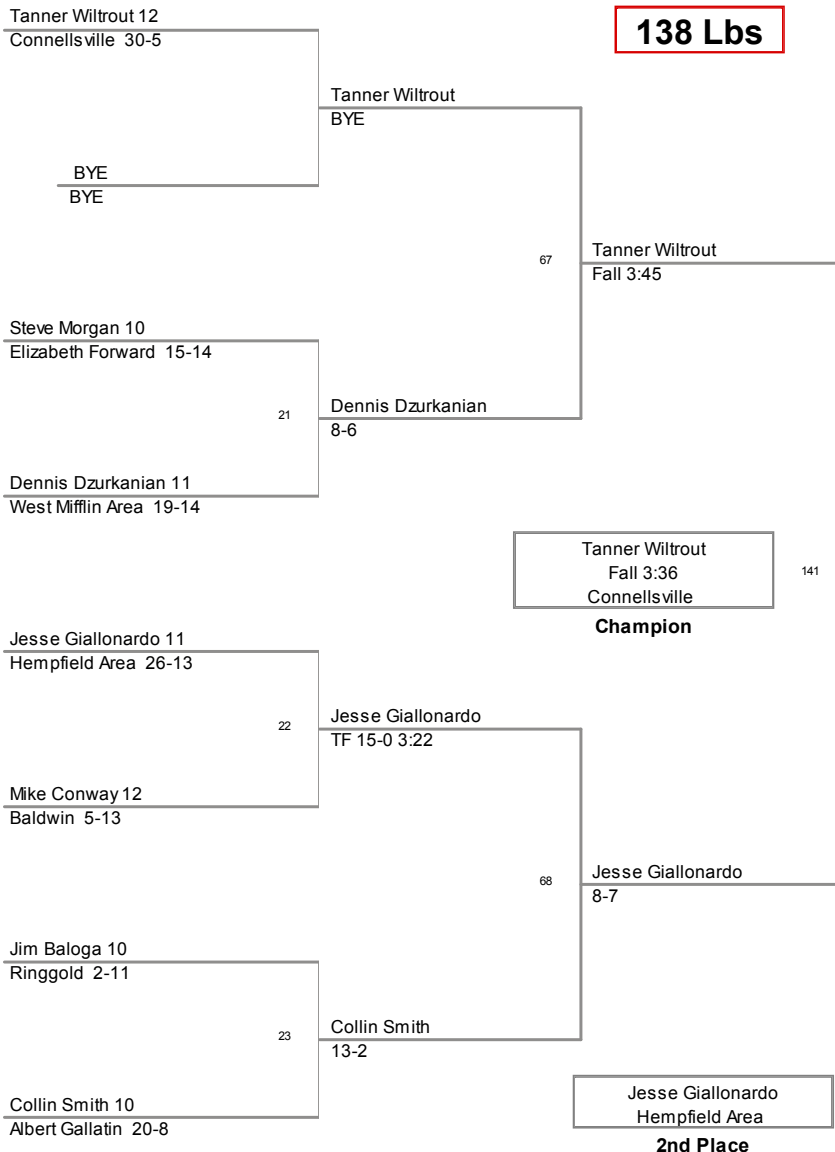 Tanner Wiltrout 12
138 Lbs
Connellsville 30-5
Tanner Wiltrout
BYE
BYE
BYE
67
Tanner Wiltrout
Fall 3:45
Steve Morgan 10
Elizabeth Forward 15-14
21
Dennis Dzurkanian
8-6
Dennis Dzurkanian 11
West Mifflin Area 19-14
Tanner Wiltrout
Fall 3:36
141
Connellsville
Champion
Jesse Giallonardo 11
Hempfield Area 26-13
22
Jesse Giallonardo
TF 15-0 3:22
Mike Conway 12
Baldwin 5-13
68
Jesse Giallonardo
8-7
Jim Baloga 10
Ringgold 2-11
23
Collin Smith
13-2
Collin Smith 10
Albert Gallatin 20-8
Jesse Giallonardo
Hempfield Area
2nd Place